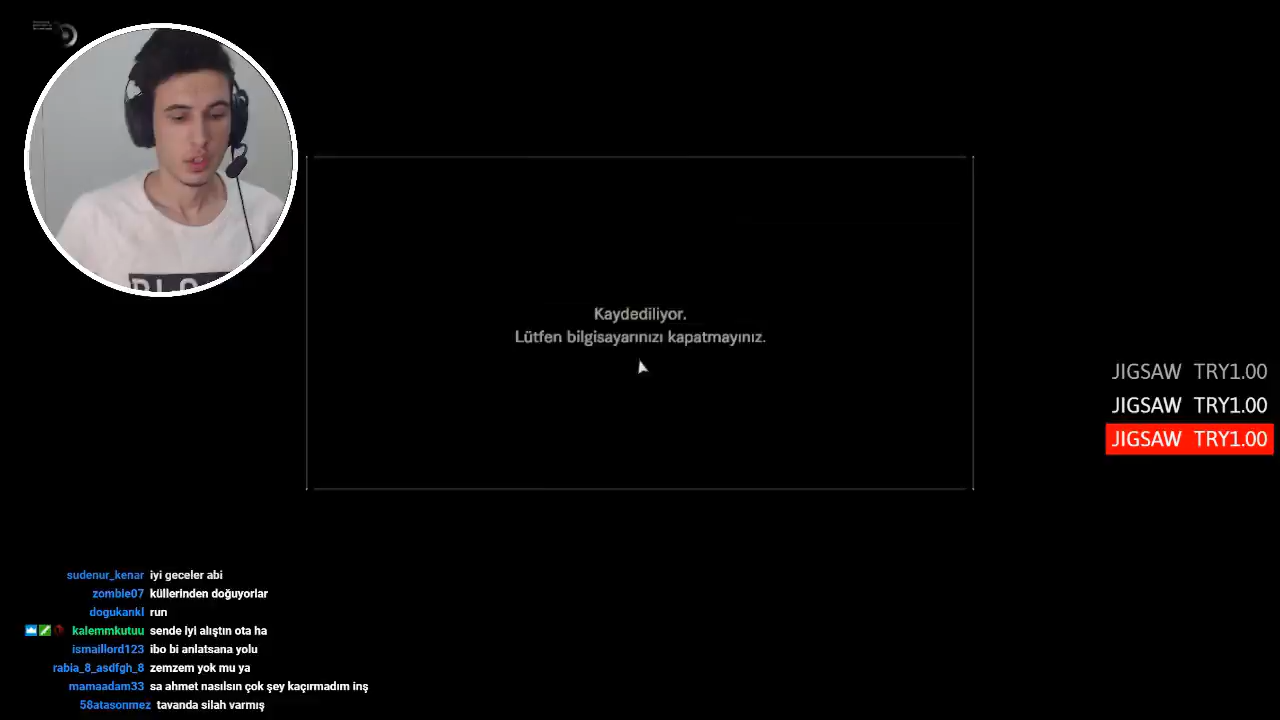 Kaydediliyor.
Lütfen bilgisayarınızı kapatmayınız.
JIGSAW TRY1.00
JIGSAW TRY1.00
JIGSAW TRY1.00
sudenur_kenar iyi geceler abi
zombie07 küllerinden doğuyorlar
dogukankl run
kalemmkutuu sende iyi alıştın ota ha
ismaillord123 ibo bi anlatsana yolu
rabia_8_asdfgh_8 zemzem yok mu ya
mamaadam33 sa ahmet nasılsın çok şey kaçırmadım inş
58atasonmez tavanda silah varmış